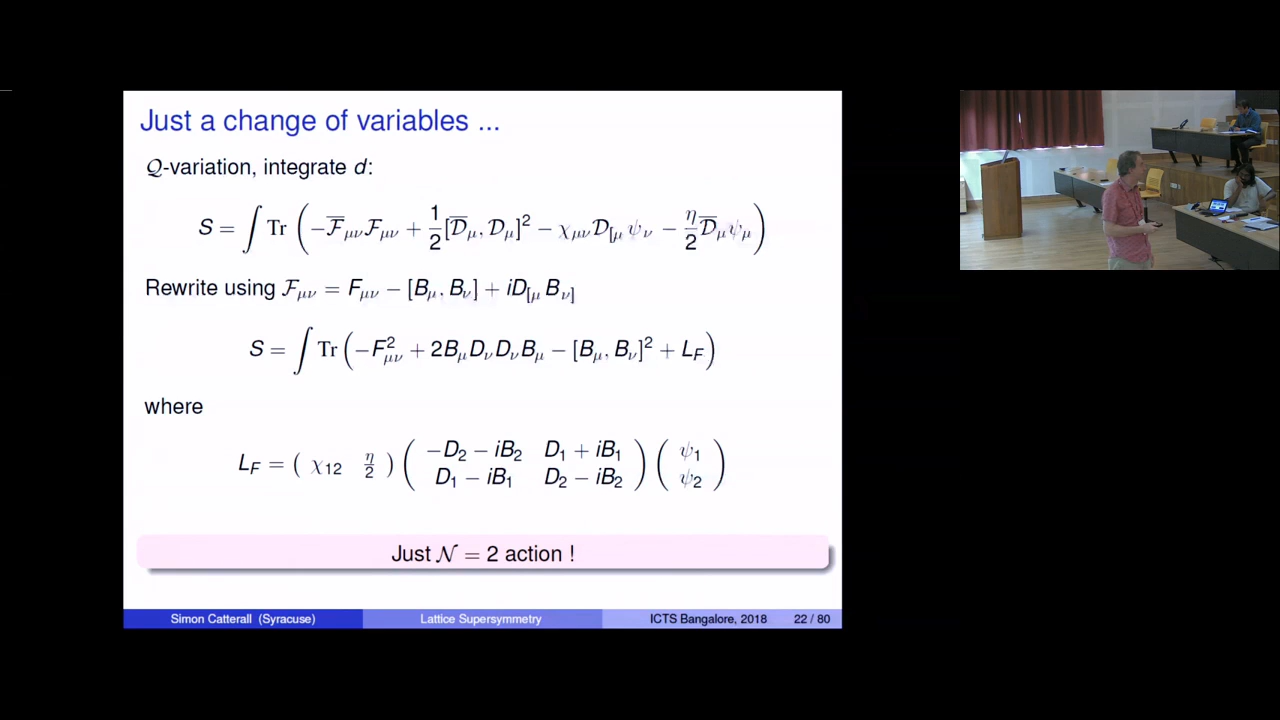 Just a change of variables ...
𝒬-variation, integrate d:
S = ∫ Tr ( −ℱ̅_μν ℱ_μν + 1/2 [𝒟̅_μ, 𝒟_μ]² − χ_μν 𝒟_[μ ψ_ν − η/2 𝒟̅_μ ψ_μ )
Rewrite using ℱ_μν = F_μν − [B_μ, B_ν] + iD_[μ B_ν]
S = ∫ Tr ( −F²_μν + 2B_μ D_ν D_ν B_μ − [B_μ, B_ν]² + L_F )
where
L_F = ( χ₁₂ η/2 ) ( −D₂ − iB₂ D₁ + iB₁
D₁ − iB₁ D₂ − iB₂ ) ( ψ₁
ψ₂ )
Just 𝒩 = 2 action !
Simon Catterall (Syracuse) Lattice Supersymmetry ICTS Bangalore, 2018 22 / 80